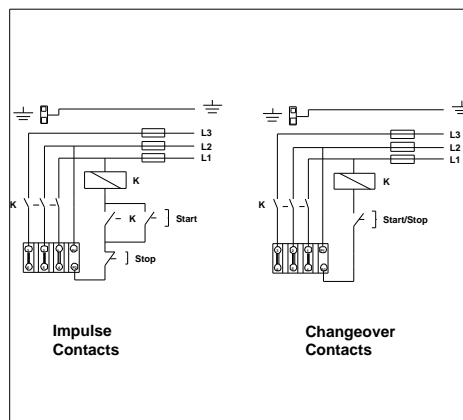 L3
L2
L1
K
K
K
Start
Stop
Impulse
Contacts
L3
L2
L1
K
K
Start/Stop
Changeover
Contacts